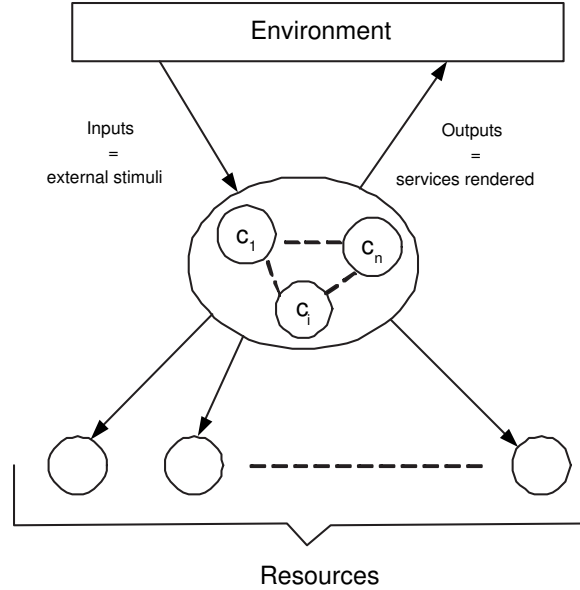 Environment
Inputs
=
external stimuli
Outputs
=
services rendered
c1
cn
ci
Resources